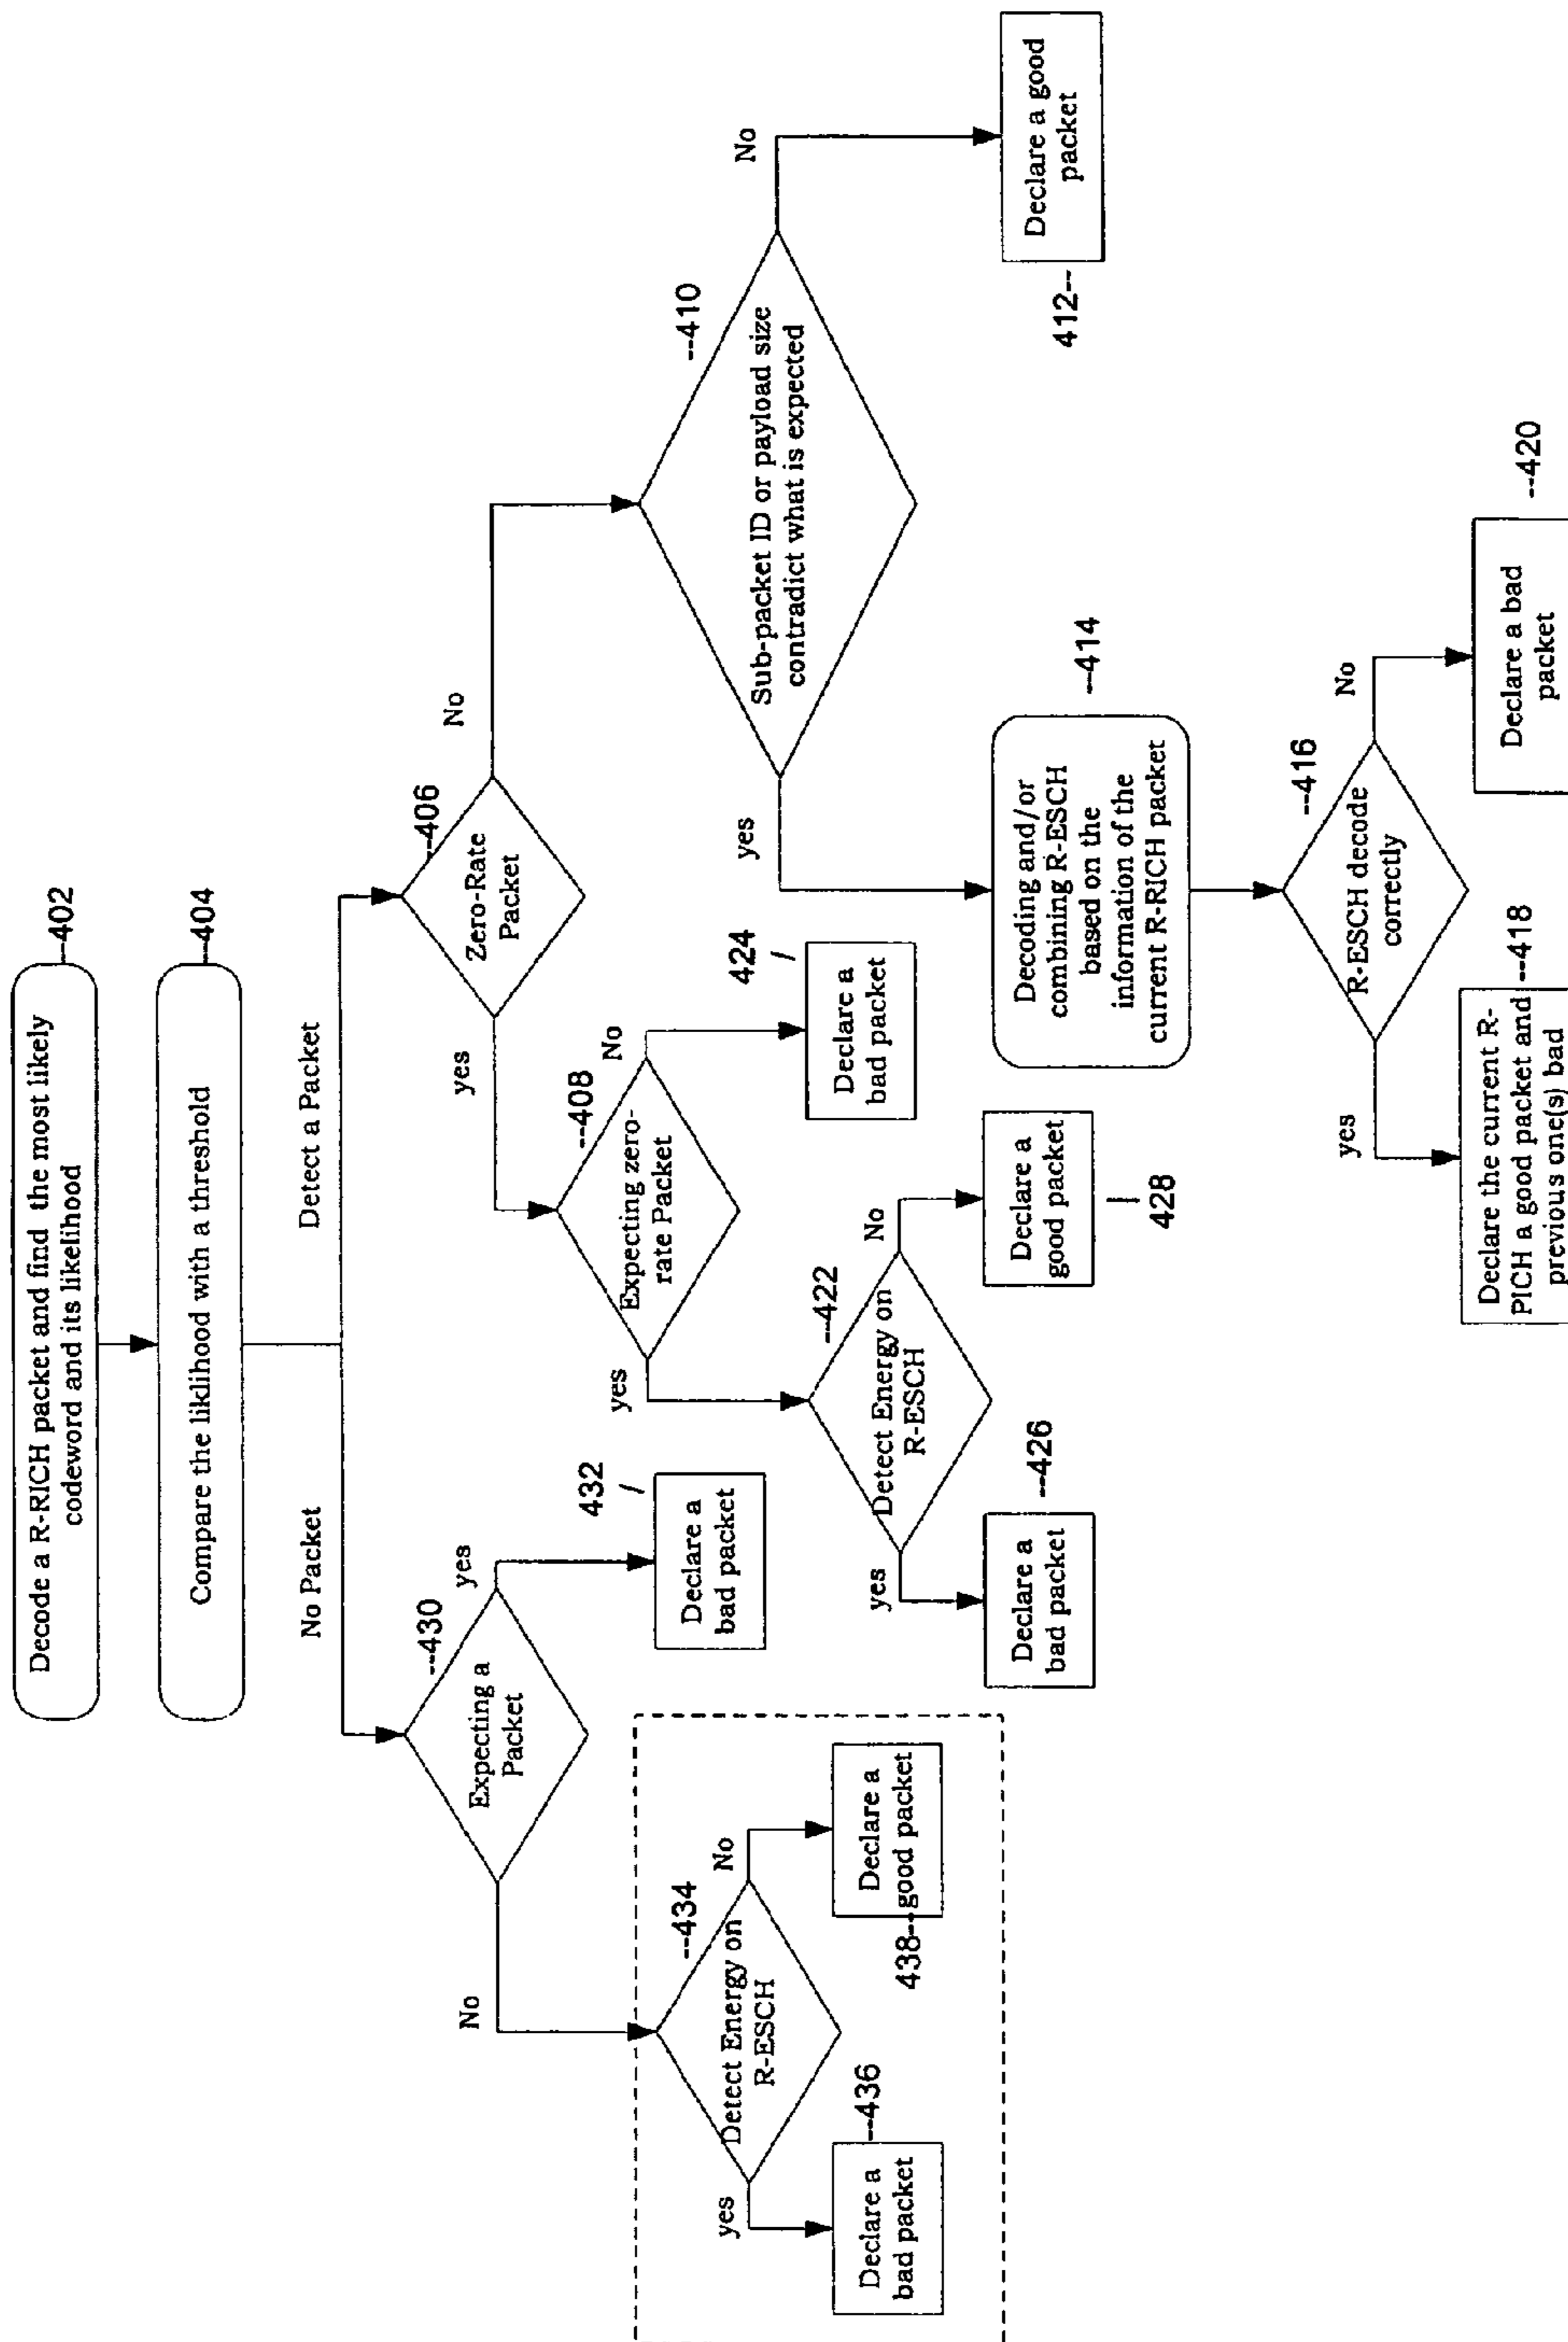 Decode a R-RICH packet and find the most likely
codeword and its likelihood
--402
Compare the liklihood with a threshold
--404
No Packet
Detect a Packet
Expecting a
Packet
--430
No
yes
Declare a
bad packet
432
Detect Energy on
R-ESCH
--434
yes
No
Declare a
bad packet
--436
Declare a
good packet
438--
Zero-Rate
Packet
--406
yes
No
Expecting zero-
rate Packet
--408
yes
No
Declare a
bad packet
424
Detect Energy on
R-ESCH
--422
yes
No
Declare a
bad packet
--426
Declare a
good packet
428
Sub-packet ID or payload size
contradict what is expected
--410
yes
No
Declare a good
packet
412--
Decoding and/or
combining R-ESCH
based on the
information of the
current R-RICH packet
--414
R-ESCH decode
correctly
--416
yes
No
Declare the current R-
PICH a good packet and
previous one(s) bad
--418
Declare a bad
packet
--420